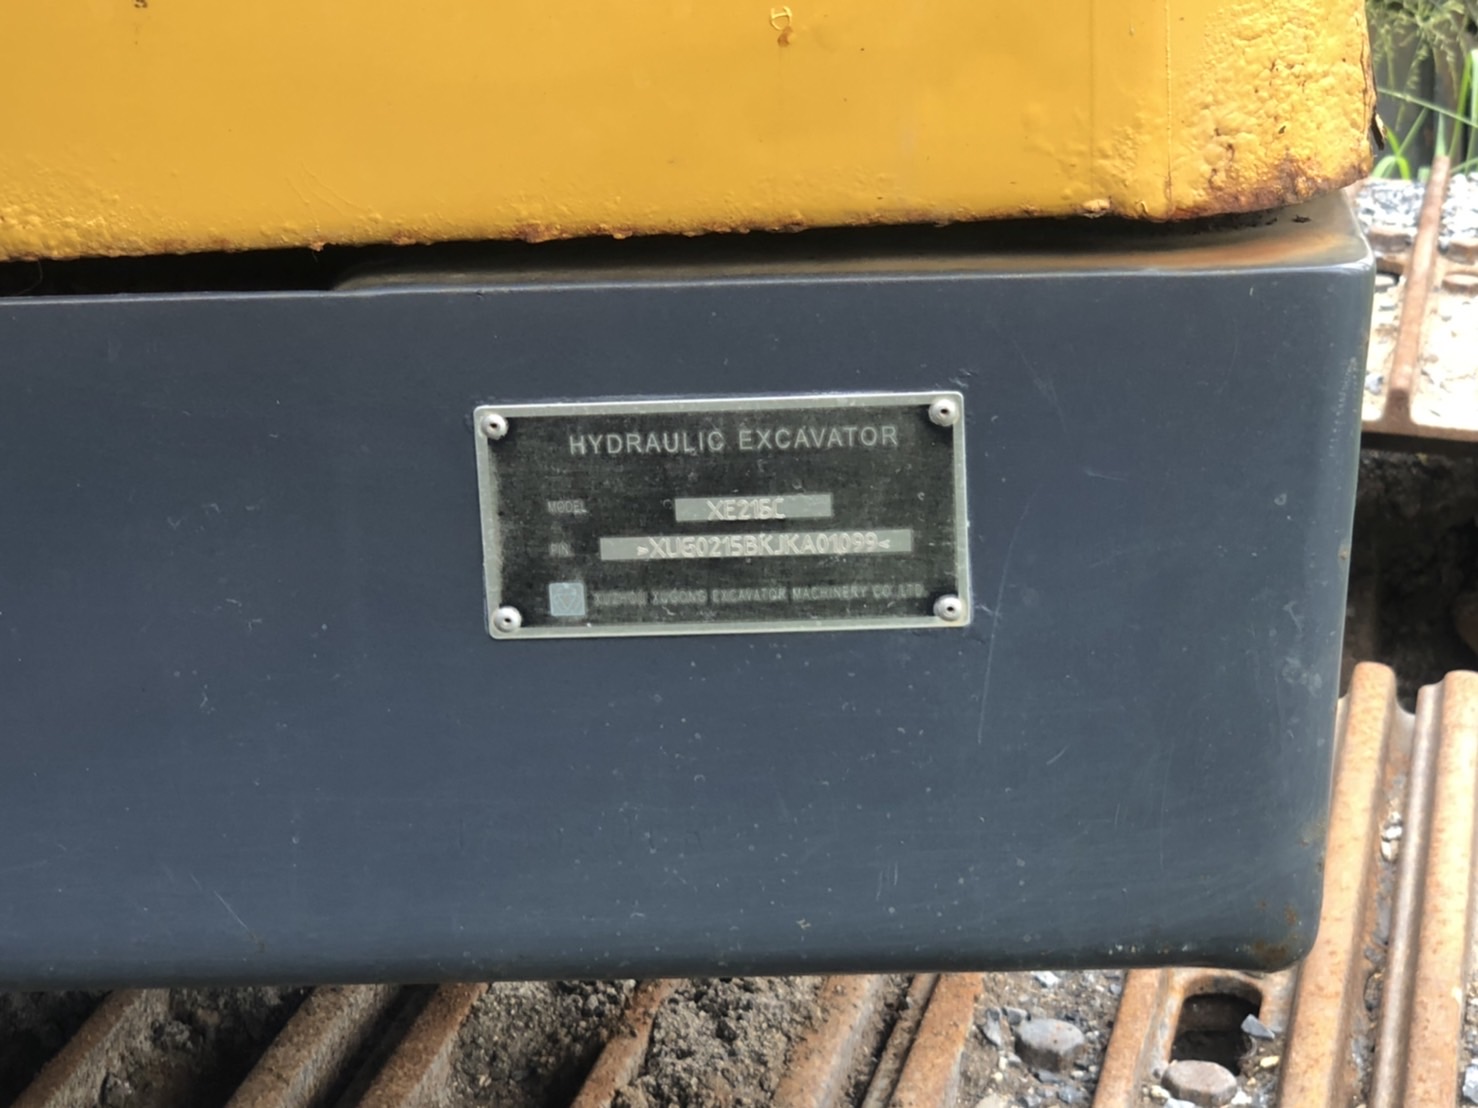 HYDRAULIC EXCAVATOR
MODEL XE215C
PIN >XUG0215BKJKA01099<
XUZHOU XUGONG EXCAVATOR MACHINERY CO.,LTD